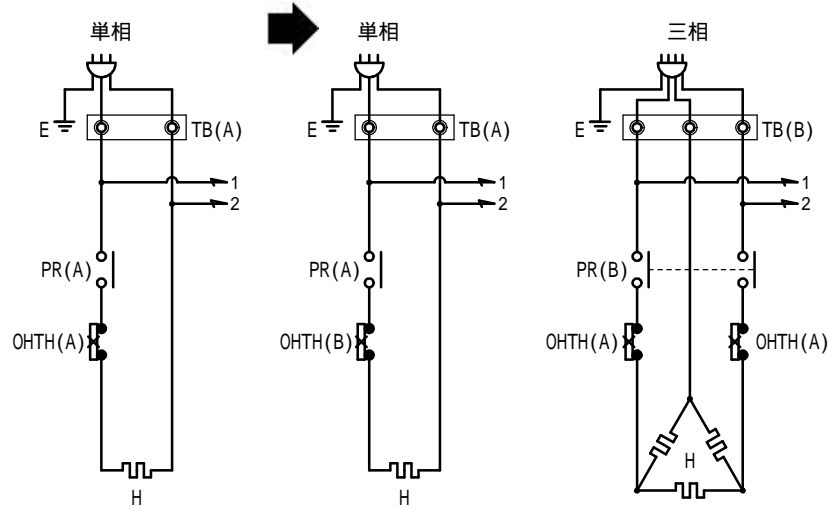 単相
E
TB(A)
1
2
PR(A)
OHTH(A)
H
単相
E
TB(A)
1
2
PR(A)
OHTH(B)
H
三相
E
TB(B)
1
2
PR(B)
OHTH(A)
OHTH(A)
H